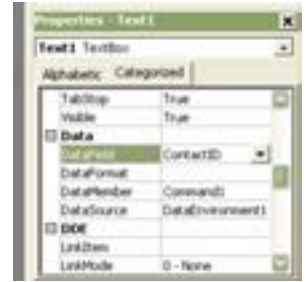 Properties - Text1
Text1 TextBox
Alphabetic Categorized
TabStop True
Visible True
Data
DataField ContactID
DataFormat
DataMember Command1
DataSource DataEnvironment1
DDE
LinkItem
LinkMode 0 - None